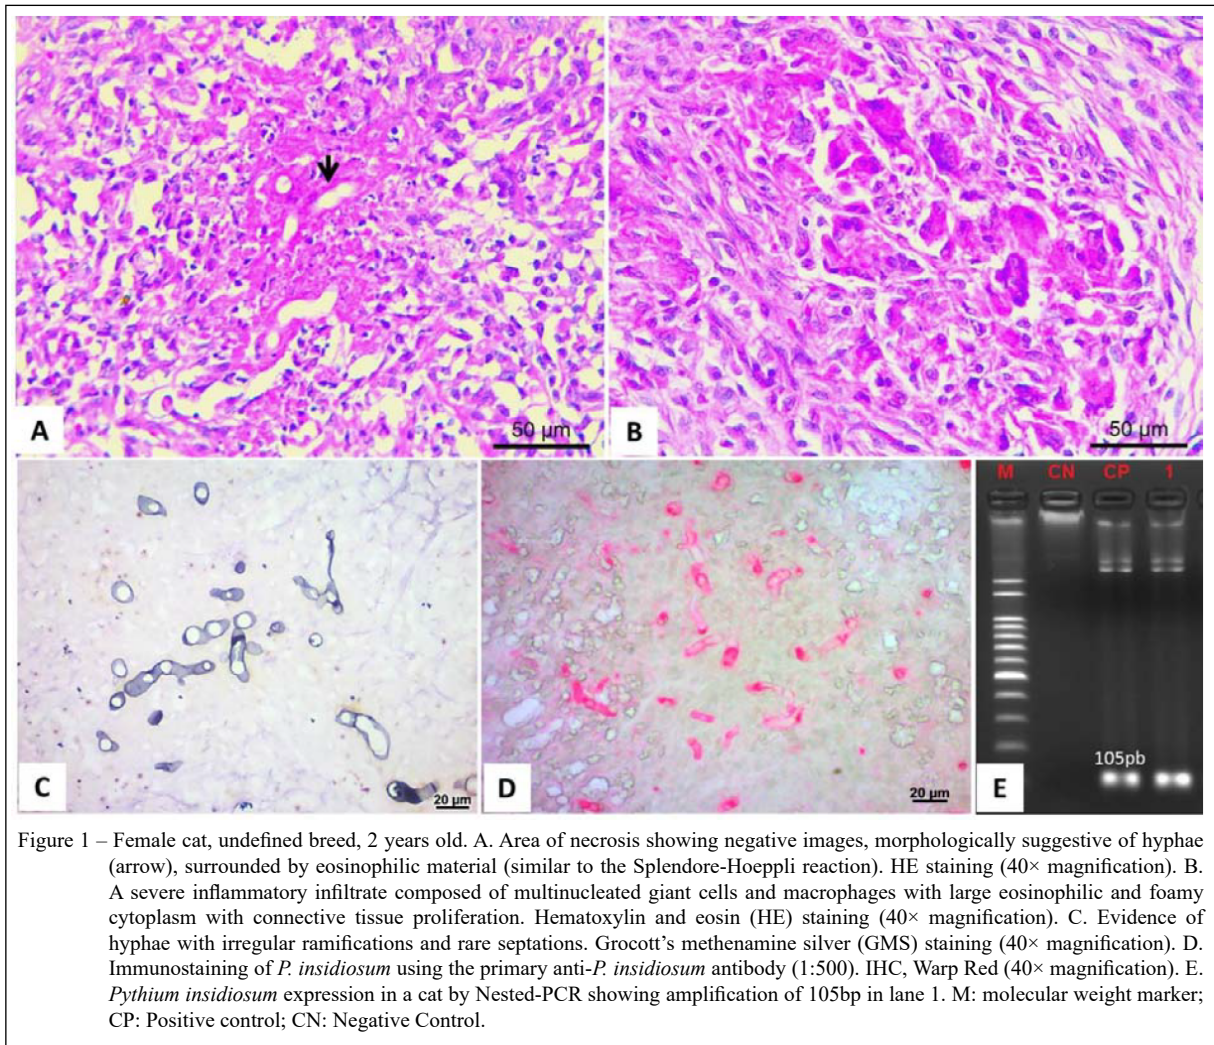 A
50 µm
B
50 µm
C
20 µm
D
20 µm
M CN CP 1
105pb
E
Figure 1 – Female cat, undefined breed, 2 years old. A. Area of necrosis showing negative images, morphologically suggestive of hyphae
(arrow), surrounded by eosinophilic material (similar to the Splendore-Hoeppli reaction). HE staining (40× magnification). B.
A severe inflammatory infiltrate composed of multinucleated giant cells and macrophages with large eosinophilic and foamy
cytoplasm with connective tissue proliferation. Hematoxylin and eosin (HE) staining (40× magnification). C. Evidence of
hyphae with irregular ramifications and rare septations. Grocott’s methenamine silver (GMS) staining (40× magnification). D.
Immunostaining of P. insidiosum using the primary anti-P. insidiosum antibody (1:500). IHC, Warp Red (40× magnification). E.
Pythium insidiosum expression in a cat by Nested-PCR showing amplification of 105bp in lane 1. M: molecular weight marker;
CP: Positive control; CN: Negative Control.